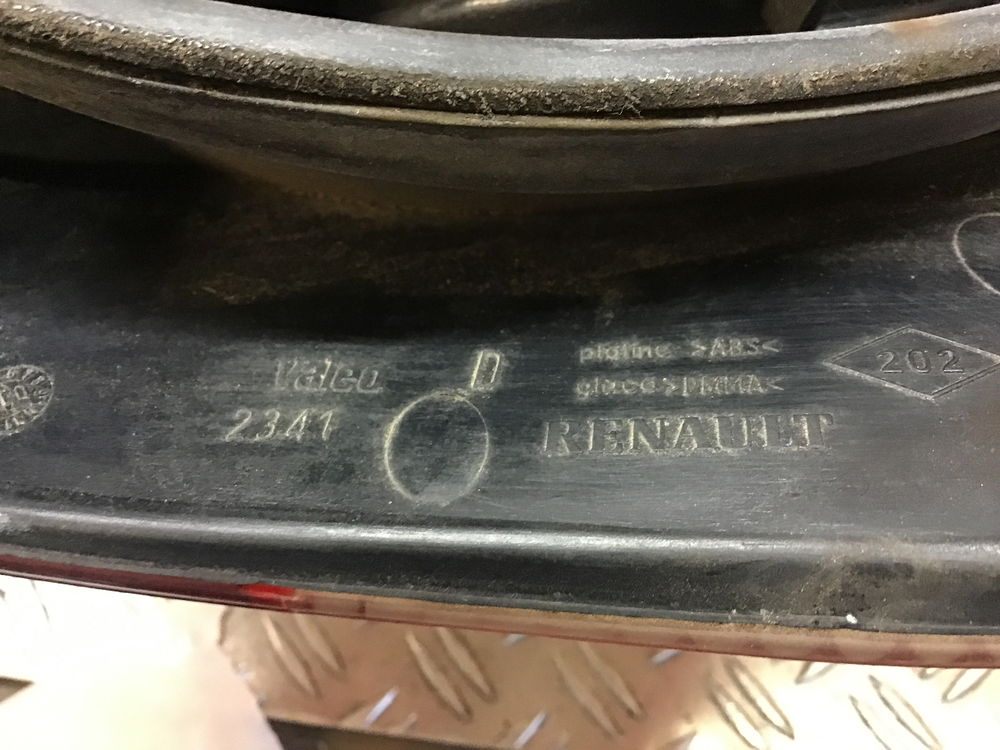 Valeo D
2341
platine >ABS<
glace >PMMA<
RENAULT
202